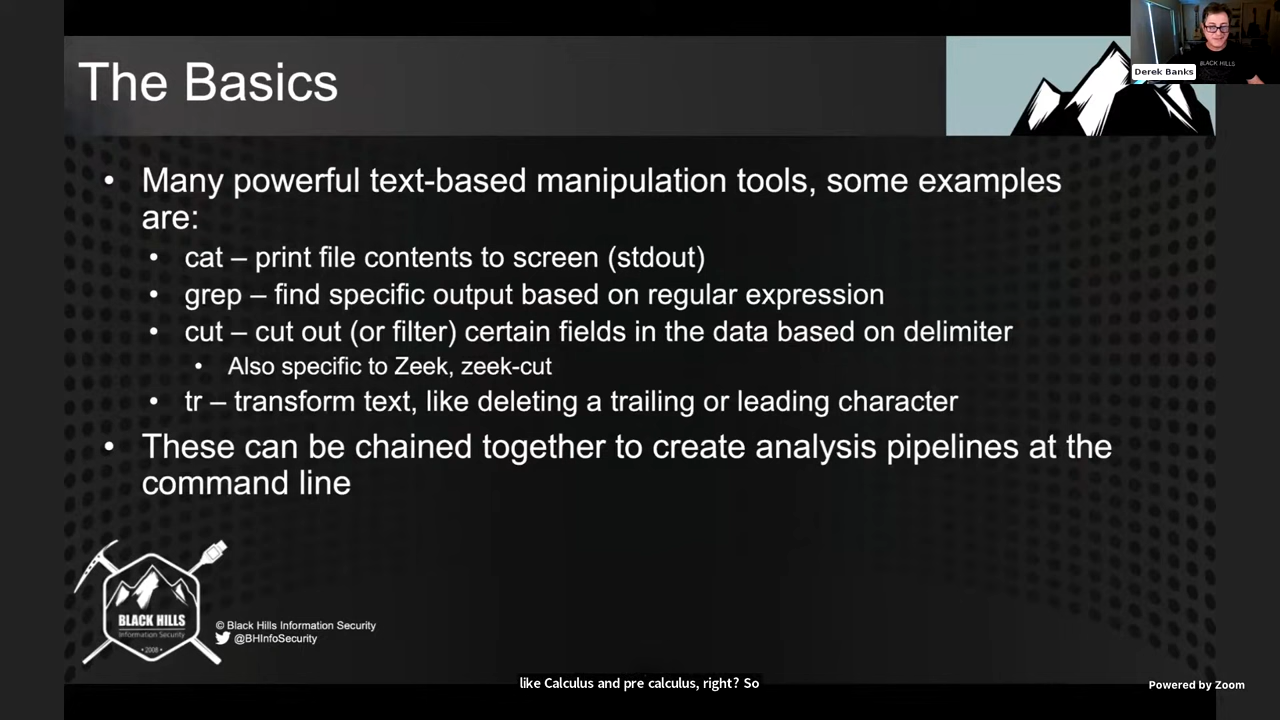 The Basics
Derek Banks
BLACK HILLS
• Many powerful text-based manipulation tools, some examples
are:
• cat – print file contents to screen (stdout)
• grep – find specific output based on regular expression
• cut – cut out (or filter) certain fields in the data based on delimiter
• Also specific to Zeek, zeek-cut
• tr – transform text, like deleting a trailing or leading character
• These can be chained together to create analysis pipelines at the
command line
BLACK HILLS
Information Security
• 2008 •
© Black Hills Information Security
@BHInfoSecurity
like Calculus and pre calculus, right? So
Powered by Zoom